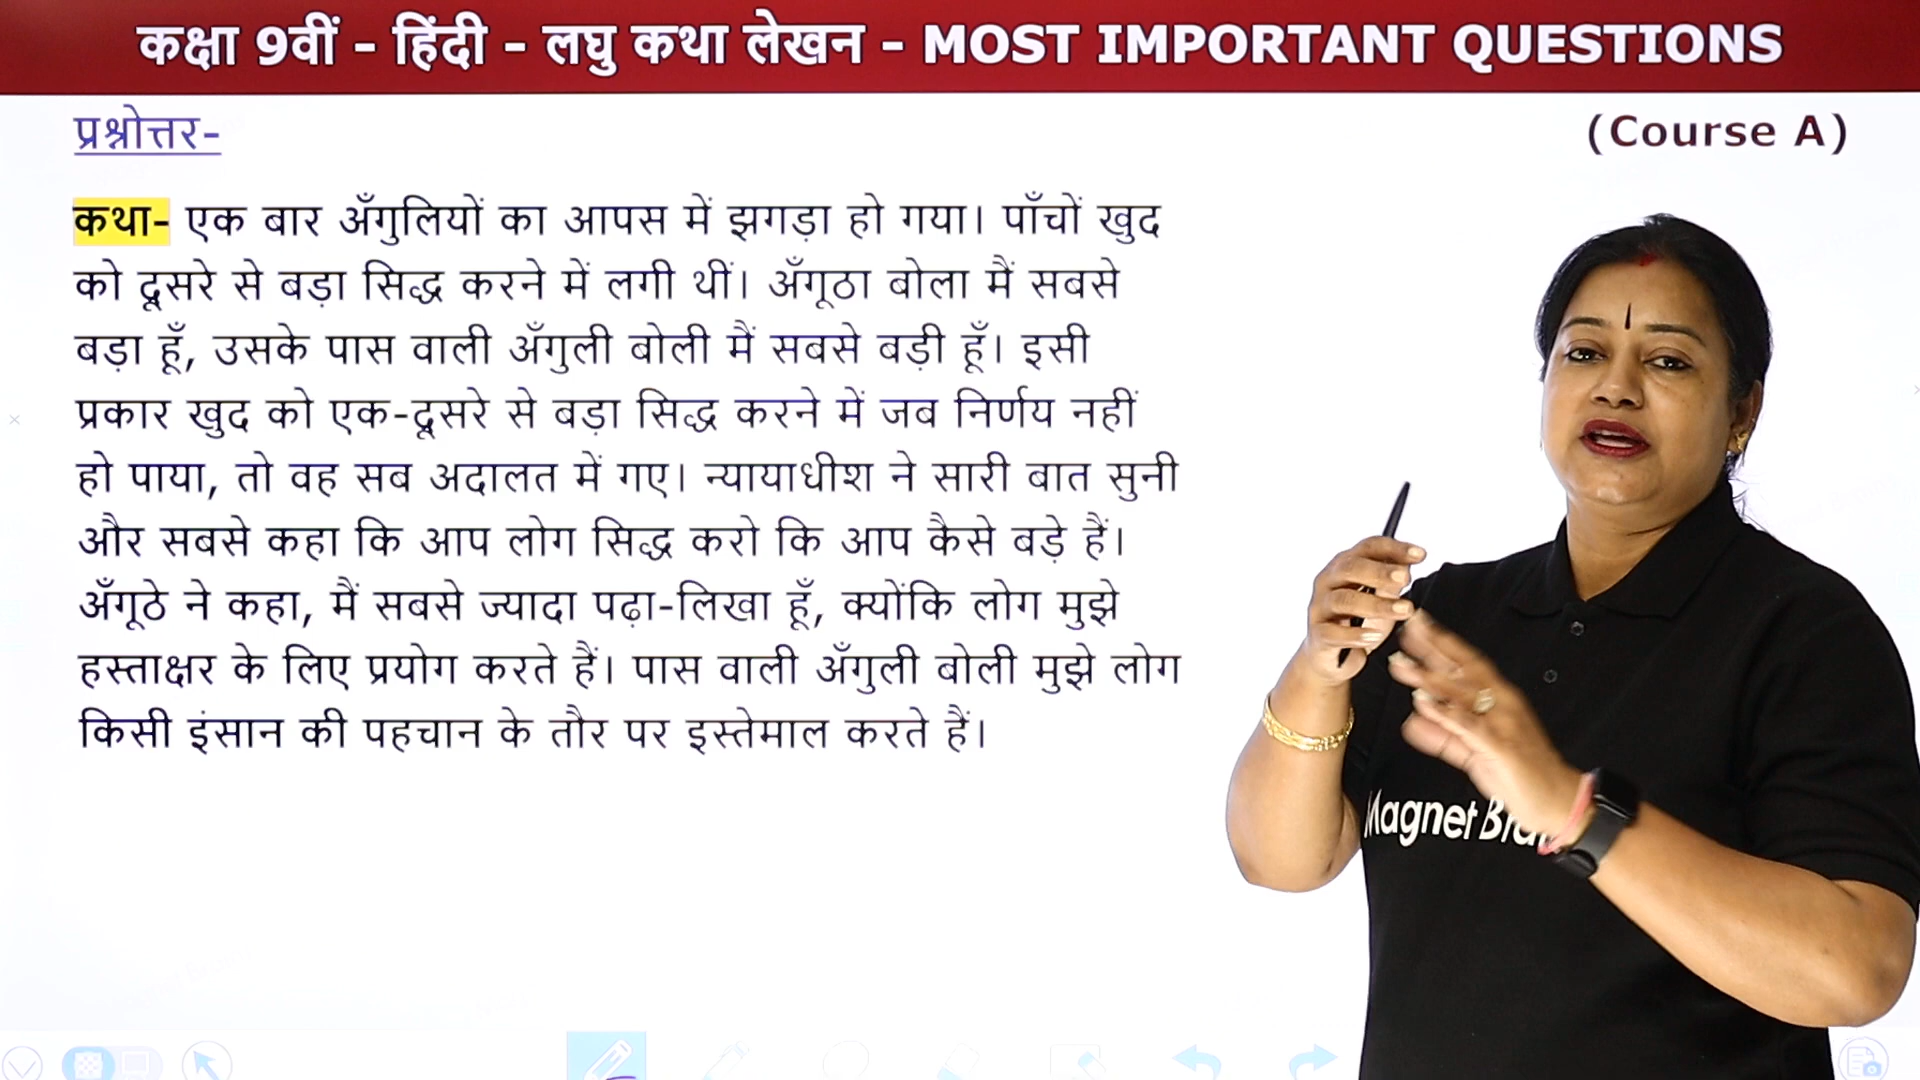 कक्षा 9वीं - हिंदी - लघु कथा लेखन - MOST IMPORTANT QUESTIONS
प्रश्नोत्तर-
(Course A)
कथा- एक बार अँगुलियों का आपस में झगड़ा हो गया। पाँचों खुद
को दूसरे से बड़ा सिद्ध करने में लगी थीं। अँगूठा बोला मैं सबसे
बड़ा हूँ, उसके पास वाली अँगुली बोली मैं सबसे बड़ी हूँ। इसी
प्रकार खुद को एक-दूसरे से बड़ा सिद्ध करने में जब निर्णय नहीं
हो पाया, तो वह सब अदालत में गए। न्यायाधीश ने सारी बात सुनी
और सबसे कहा कि आप लोग सिद्ध करो कि आप कैसे बड़े हैं।
अँगूठे ने कहा, मैं सबसे ज्यादा पढ़ा-लिखा हूँ, क्योंकि लोग मुझे
हस्ताक्षर के लिए प्रयोग करते हैं। पास वाली अँगुली बोली मुझे लोग
किसी इंसान की पहचान के तौर पर इस्तेमाल करते हैं।
Magnet